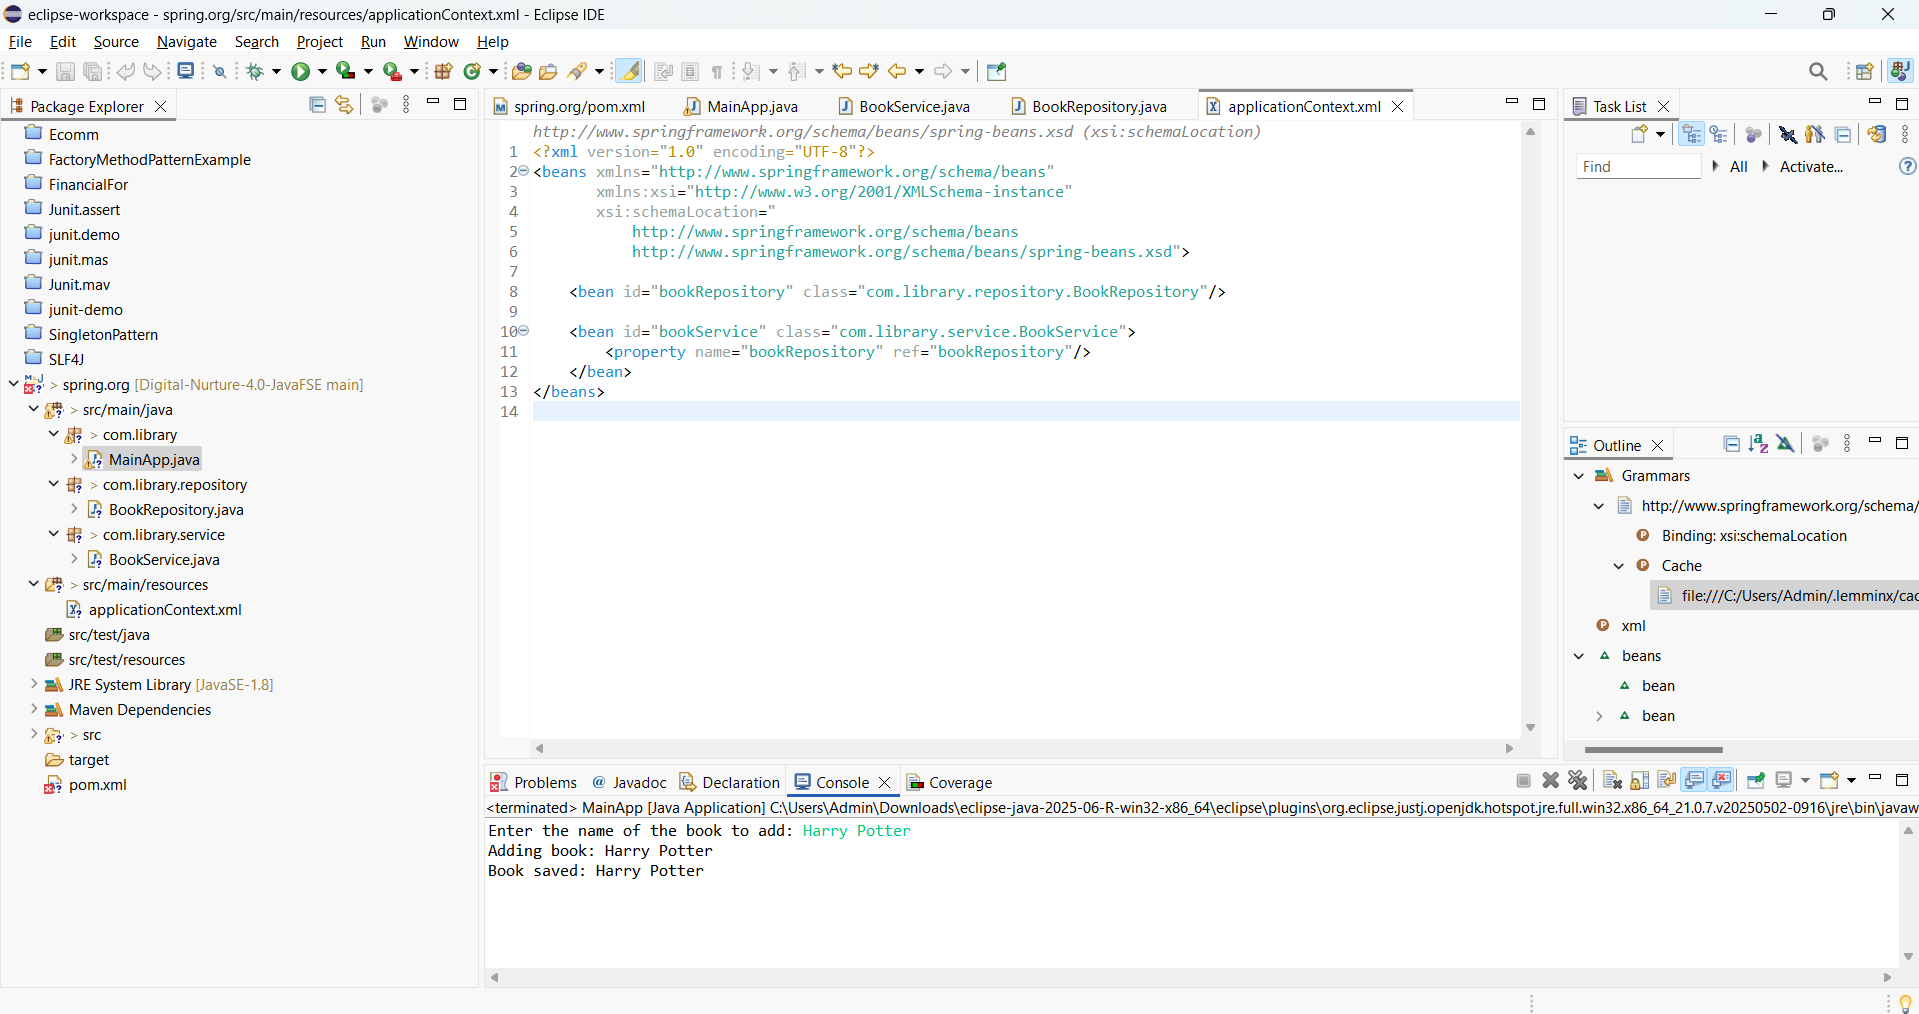 eclipse-workspace - spring.org/src/main/resources/applicationContext.xml - Eclipse IDE
File Edit Source Navigate Search Project Run Window Help
Package Explorer
Ecomm
FactoryMethodPatternExample
FinancialFor
Junit.assert
junit.demo
junit.mas
Junit.mav
junit-demo
SingletonPattern
SLF4J
> spring.org [Digital-Nurture-4.0-JavaFSE main]
> src/main/java
> com.library
MainApp.java
> com.library.repository
BookRepository.java
> com.library.service
BookService.java
> src/main/resources
applicationContext.xml
src/test/java
src/test/resources
JRE System Library [JavaSE-1.8]
Maven Dependencies
> src
target
pom.xml
spring.org/pom.xml MainApp.java BookService.java BookRepository.java applicationContext.xml
http://www.springframework.org/schema/beans/spring-beans.xsd (xsi:schemaLocation)
1 <?xml version="1.0" encoding="UTF-8"?>
2 <beans xmlns="http://www.springframework.org/schema/beans"
3 xmlns:xsi="http://www.w3.org/2001/XMLSchema-instance"
4 xsi:schemaLocation="
5 http://www.springframework.org/schema/beans
6 http://www.springframework.org/schema/beans/spring-beans.xsd">
7
8 <bean id="bookRepository" class="com.library.repository.BookRepository"/>
9
10 <bean id="bookService" class="com.library.service.BookService">
11 <property name="bookRepository" ref="bookRepository"/>
12 </bean>
13 </beans>
14
Task List
Find All Activate...
Outline
Grammars
http://www.springframework.org/schema/
Binding: xsi:schemaLocation
Cache
file:///C:/Users/Admin/.lemminx/cac
xml
beans
bean
bean
Problems Javadoc Declaration Console Coverage
<terminated> MainApp [Java Application] C:\Users\Admin\Downloads\eclipse-java-2025-06-R-win32-x86_64\eclipse\plugins\org.eclipse.justj.openjdk.hotspot.jre.full.win32.x86_64_21.0.7.v20250502-0916\jre\bin\javaw
Enter the name of the book to add: Harry Potter
Adding book: Harry Potter
Book saved: Harry Potter